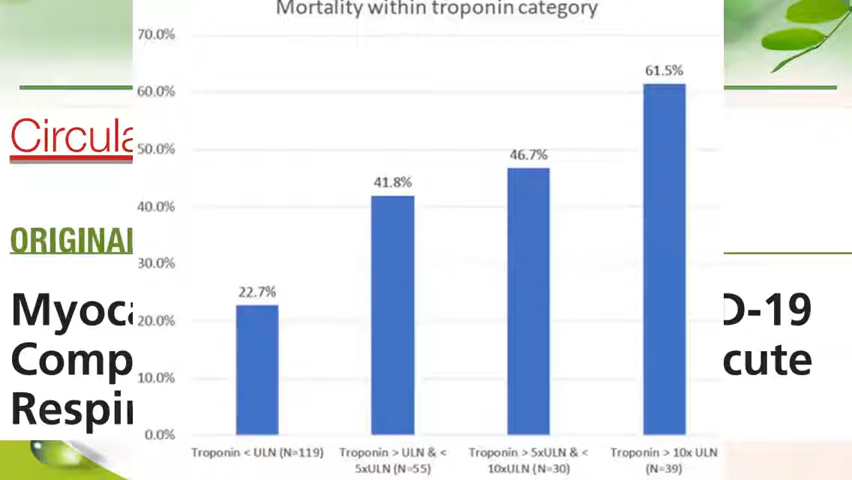 Mortality within troponin category
70.0%
61.5%
60.0%
Circula
50.0%
46.7%
41.8%
40.0%
ORIGINAL
30.0%
22.7%
Myoca
D-19
20.0%
Comp
cute
10.0%
Respir
0.0%
Troponin < ULN (N=119)
Troponin > ULN & <
5xULN (N=55)
Troponin > 5xULN & <
10xULN (N=30)
Troponin > 10x ULN
(N=39)